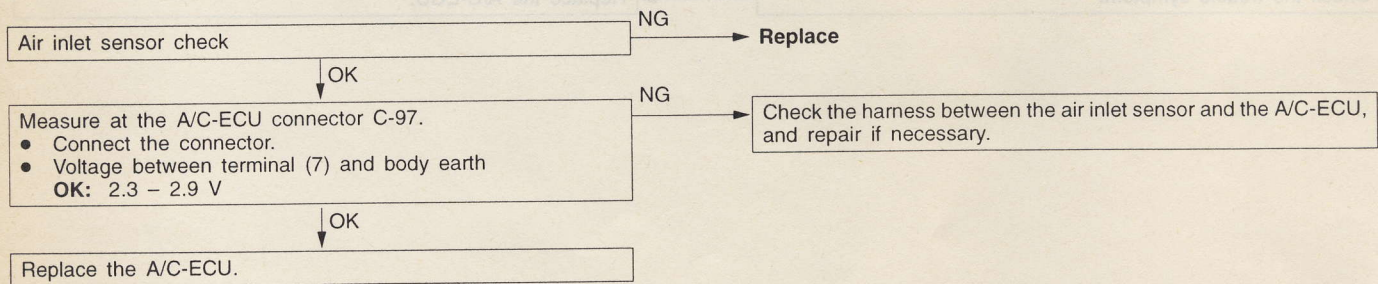 NG
Air inlet sensor check
Replace
OK
NG
Measure at the A/C-ECU connector C-97.
● Connect the connector.
● Voltage between terminal (7) and body earth
OK: 2.3 – 2.9 V
Check the harness between the air inlet sensor and the A/C-ECU,
and repair if necessary.
OK
Replace the A/C-ECU.